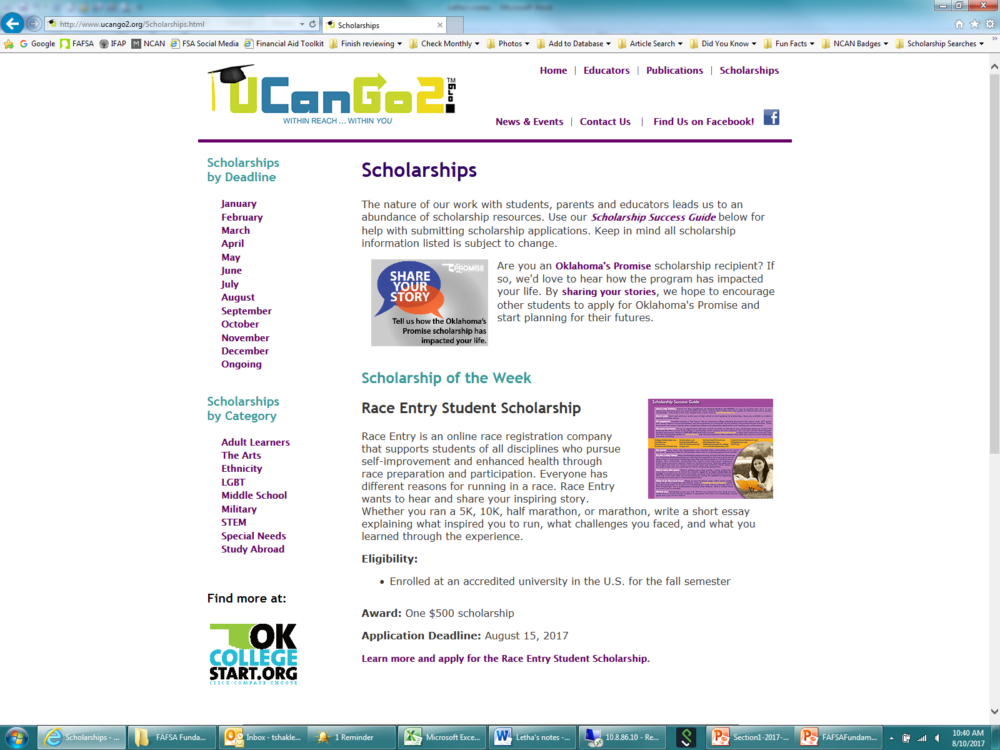 http://www.ucango2.org/Scholarships.html
Scholarships
Google
FAFSA
IFAP
NCAN
FSA Social Media
Financial Aid Toolkit
Finish reviewing
Check Monthly
Photos
Add to Database
Article Search
Did You Know
Fun Facts
NCAN Badges
Scholarship Searches
UCanGo2.org™
WITHIN REACH ... WITHIN YOU
Home | Educators | Publications | Scholarships
News & Events | Contact Us | Find Us on Facebook!
Scholarships
by Deadline
January
February
March
April
May
June
July
August
September
October
November
December
Ongoing
Scholarships
by Category
Adult Learners
The Arts
Ethnicity
LGBT
Middle School
Military
STEM
Special Needs
Study Abroad
Find more at:
OK
COLLEGE
START.ORG
CLICK·COMPARE·CHOOSE
Scholarships
The nature of our work with students, parents and educators leads us to an
abundance of scholarship resources. Use our Scholarship Success Guide below for
help with submitting scholarship applications. Keep in mind all scholarship
information listed is subject to change.
PROMISE
SHARE
YOUR
STORY
Tell us how the Oklahoma's
Promise scholarship has
impacted your life.
Are you an Oklahoma's Promise scholarship recipient? If
so, we'd love to hear how the program has impacted
your life. By sharing your stories, we hope to encourage
other students to apply for Oklahoma's Promise and
start planning for their futures.
Scholarship of the Week
Race Entry Student Scholarship
Scholarship Success Guide
Race Entry is an online race registration company
that supports students of all disciplines who pursue
self-improvement and enhanced health through
race preparation and participation. Everyone has
different reasons for running in a race. Race Entry
wants to hear and share your inspiring story.
Whether you ran a 5K, 10K, half marathon, or marathon, write a short essay
explaining what inspired you to run, what challenges you faced, and what you
learned through the experience.
Eligibility:
• Enrolled at an accredited university in the U.S. for the fall semester
Award: One $500 scholarship
Application Deadline: August 15, 2017
Learn more and apply for the Race Entry Student Scholarship.
Scholarships - ...
FAFSA Funda...
Inbox - tshakle...
1 Reminder
Microsoft Exce...
Letha's notes -...
10.8.86.10 - Re...
Section1-2017-...
FAFSAFundam...
10:40 AM
8/10/2017